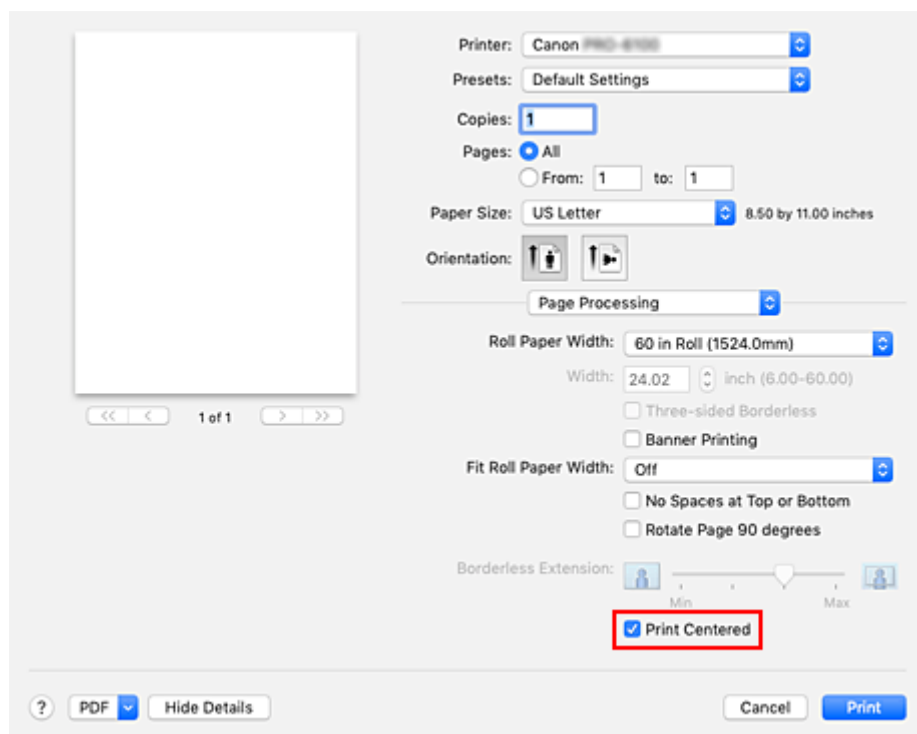 Printer: Canon
Presets: Default Settings
Copies: 1
Pages: All
From: 1 to: 1
Paper Size: US Letter 8.50 by 11.00 inches
Orientation:
Page Processing
Roll Paper Width: 60 in Roll (1524.0mm)
Width: 24.02 inch (6.00-60.00)
Three-sided Borderless
<< < 1 of 1 > >>
Banner Printing
Fit Roll Paper Width: Off
No Spaces at Top or Bottom
Rotate Page 90 degrees
Borderless Extension:
Min Max
Print Centered
? PDF Hide Details Cancel Print